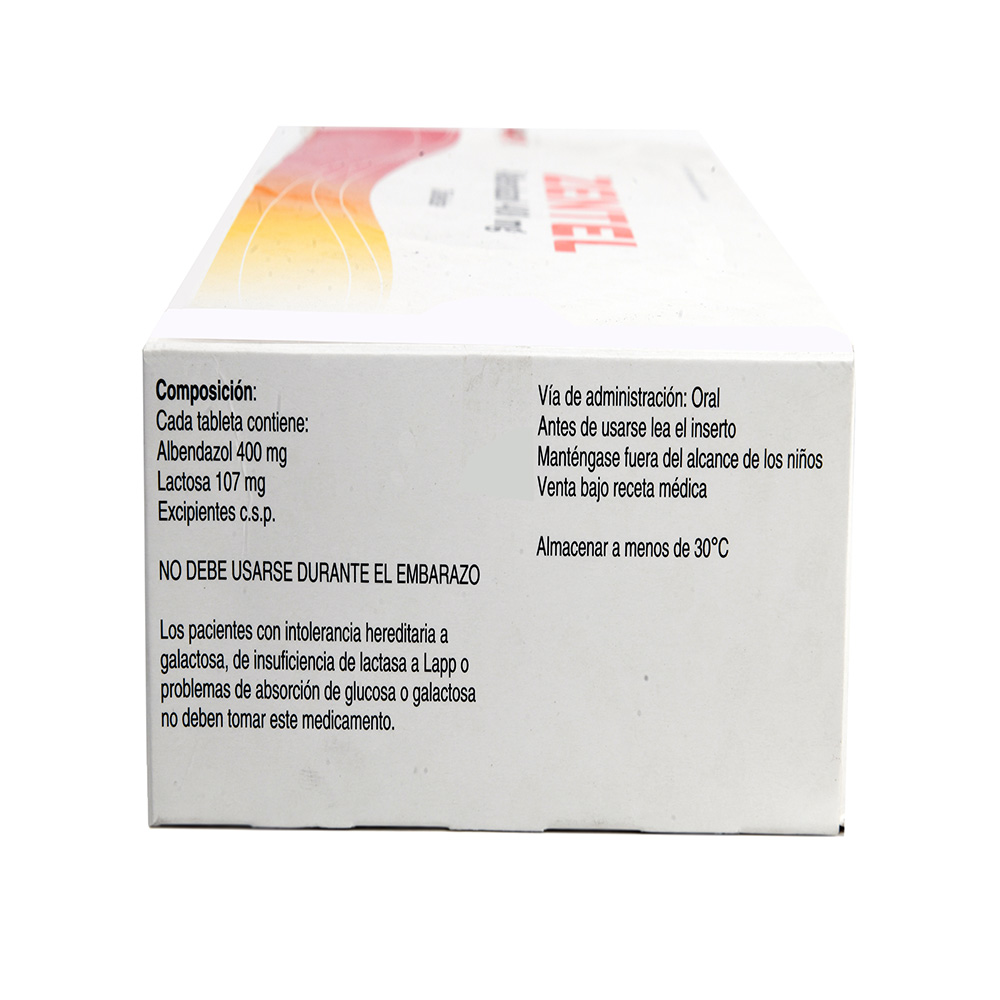 ZENTEL
400 mg
Composición:
Cada tableta contiene:
Albendazol 400 mg
Lactosa 107 mg
Excipientes c.s.p.
NO DEBE USARSE DURANTE EL EMBARAZO
Los pacientes con intolerancia hereditaria a
galactosa, de insuficiencia de lactasa a Lapp o
problemas de absorción de glucosa o galactosa
no deben tomar este medicamento.
Vía de administración: Oral
Antes de usarse lea el inserto
Manténgase fuera del alcance de los niños
Venta bajo receta médica
Almacenar a menos de 30°C